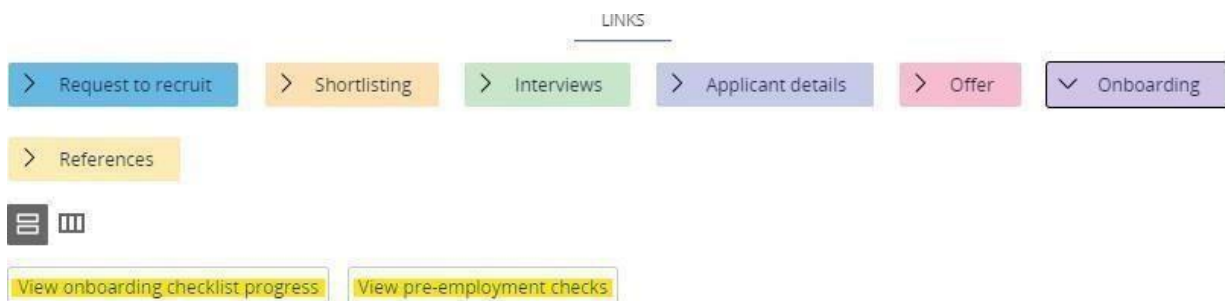 LINKS
Request to recruit Shortlisting Interviews Applicant details Offer Onboarding
References
View onboarding checklist progress View pre-employment checks